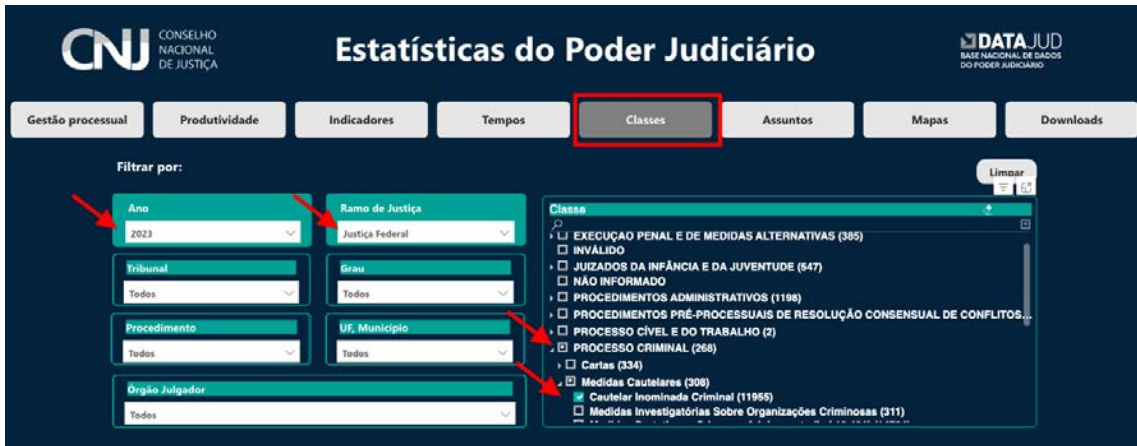 CNJ CONSELHO NACIONAL DE JUSTIÇA
Estatísticas do Poder Judiciário
DATAJUD
BASE NACIONAL DE DADOS
DO PODER JUDICIÁRIO
Gestão processual Produtividade Indicadores Tempos Classes Assuntos Mapas Downloads
Filtrar por:
Limpar
Ano
2023
Ramo de Justiça
Justiça Federal
Tribunal
Todos
Grau
Todos
Procedimento
Todos
UF, Município
Todos
Órgão Julgador
Todos
Classe
EXECUÇÃO PENAL E DE MEDIDAS ALTERNATIVAS (385)
INVÁLIDO
JUIZADOS DA INFÂNCIA E DA JUVENTUDE (547)
NÃO INFORMADO
PROCEDIMENTOS ADMINISTRATIVOS (1198)
PROCEDIMENTOS PRÉ-PROCESSUAIS DE RESOLUÇÃO CONSENSUAL DE CONFLITOS...
PROCESSO CÍVEL E DO TRABALHO (2)
PROCESSO CRIMINAL (268)
Cartas (334)
Medidas Cautelares (308)
Cautelar Inominada Criminal (11955)
Medidas Investigatórias Sobre Organizações Criminosas (311)